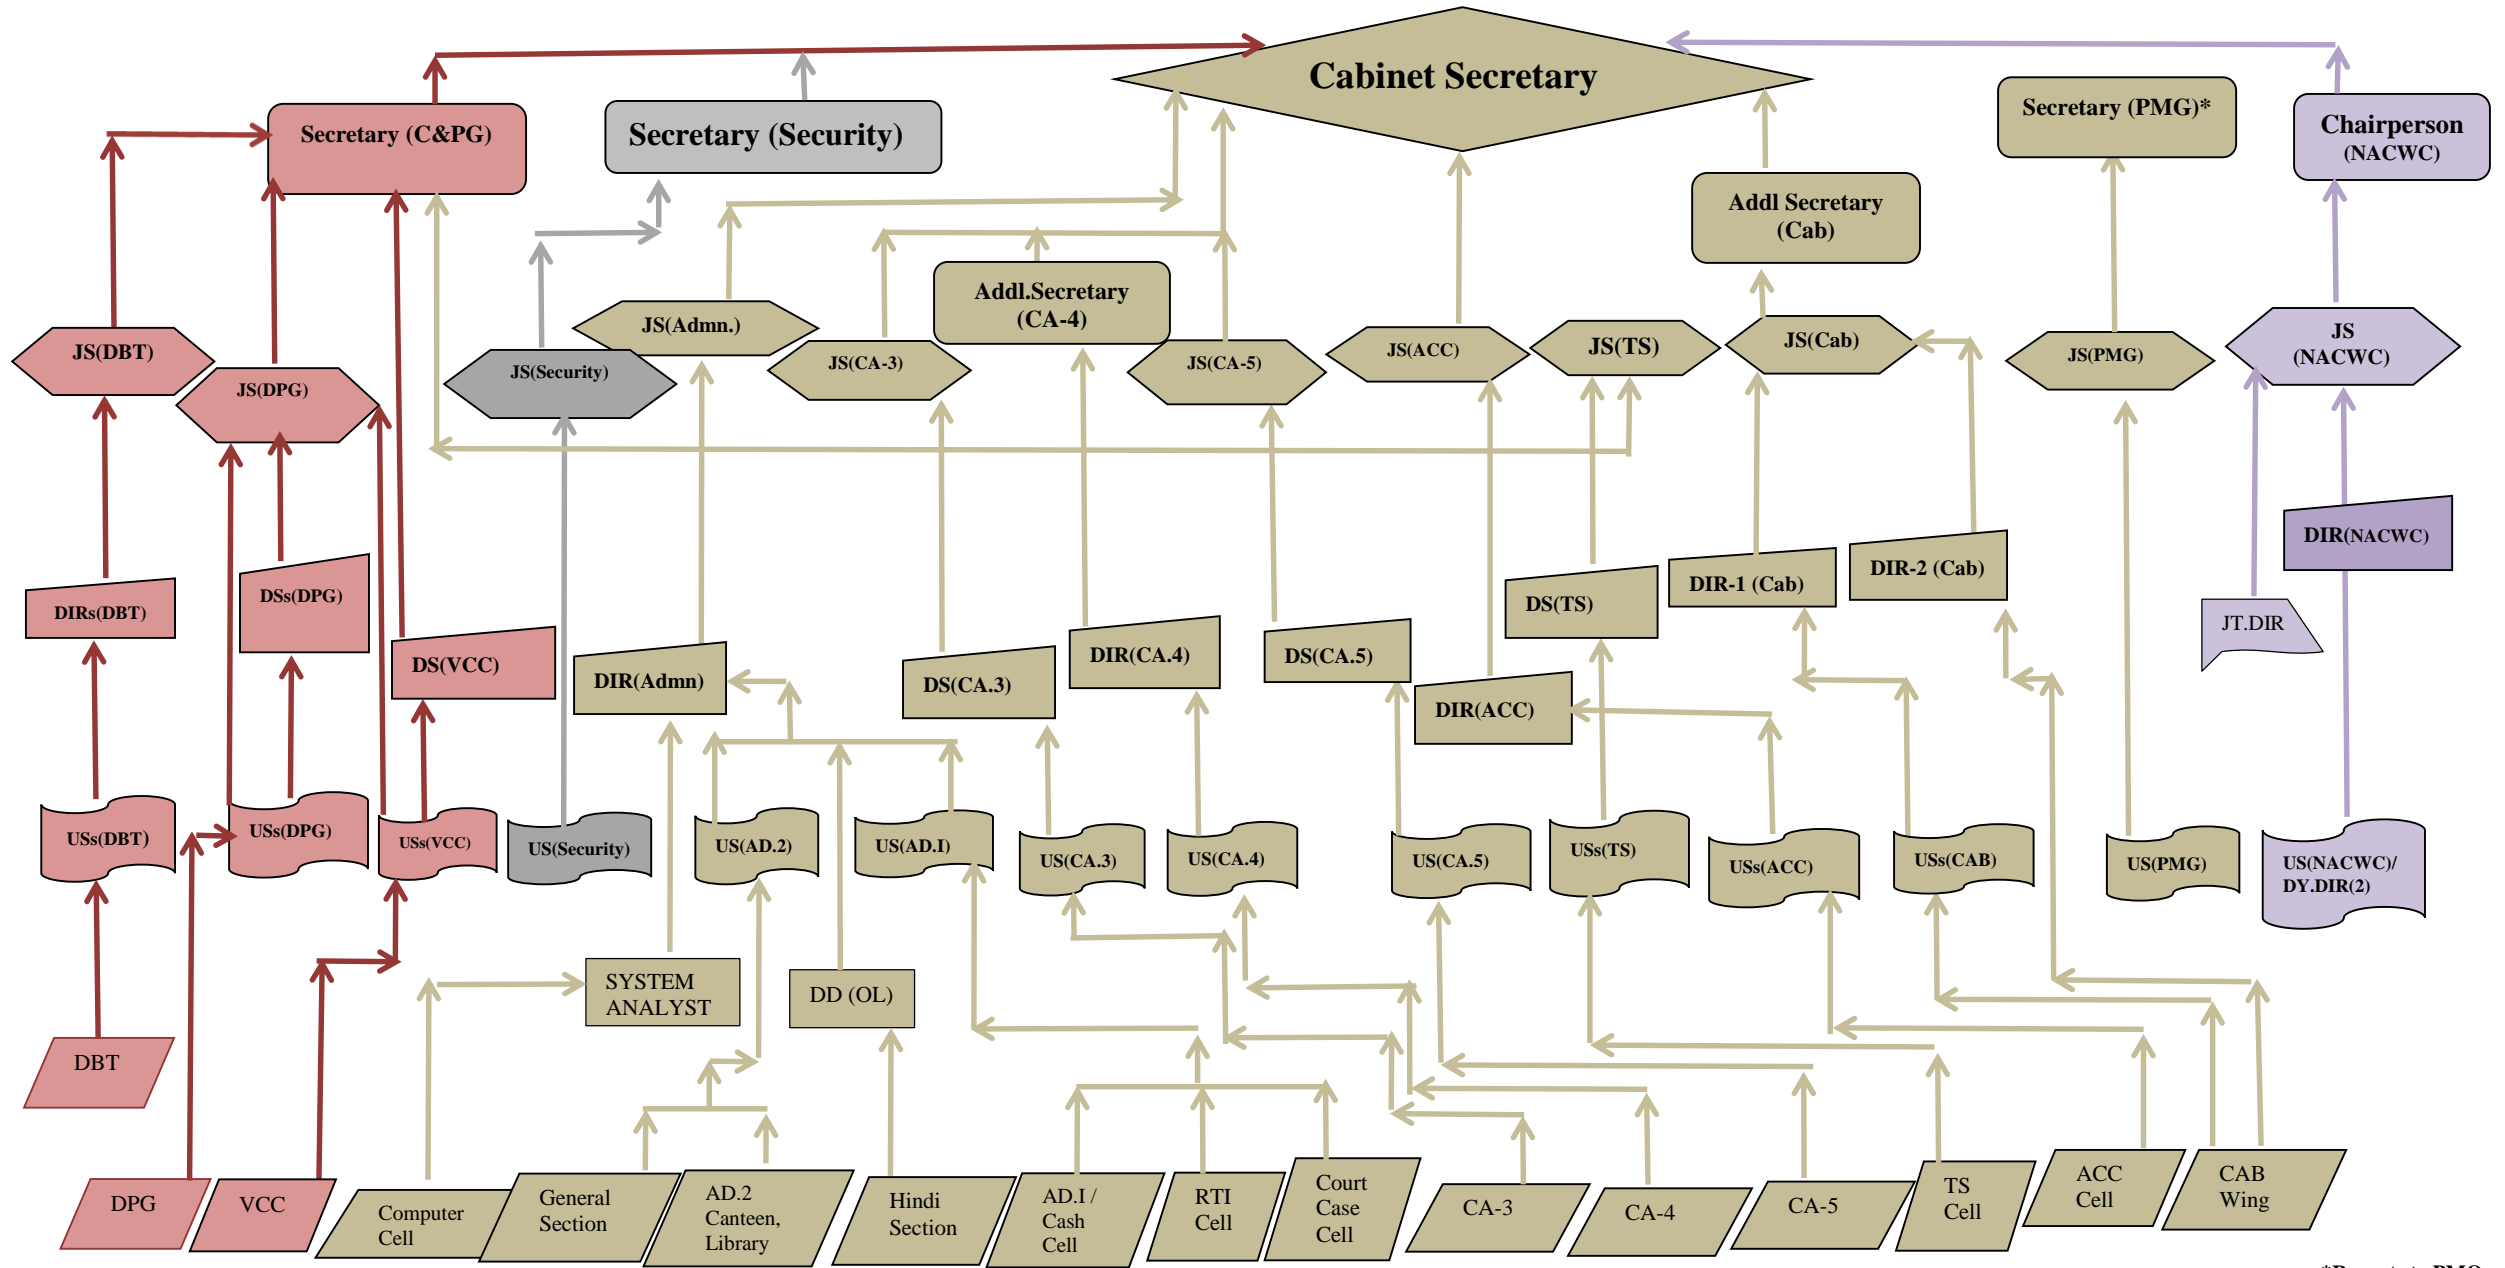 Cabinet Secretary
Secretary (C&PG)
Secretary (Security)
Secretary (PMG)*
Chairperson
(NACWC)
Addl Secretary
(Cab)
Addl.Secretary
(CA-4)
JS(DBT)
JS(DPG)
JS(Security)
JS(Admn.)
JS(CA-3)
JS(CA-5)
JS(ACC)
JS(TS)
JS(Cab)
JS(PMG)
JS
(NACWC)
DIRs(DBT)
DSs(DPG)
DS(VCC)
DIR(Admn)
DS(CA.3)
DIR(CA.4)
DS(CA.5)
DIR(ACC)
DS(TS)
DIR-1 (Cab)
DIR-2 (Cab)
DIR(NACWC)
JT.DIR
USs(DBT)
USs(DPG)
USs(VCC)
US(Security)
US(AD.2)
US(AD.I)
US(CA.3)
US(CA.4)
US(CA.5)
USs(TS)
USs(ACC)
USs(CAB)
US(PMG)
US(NACWC)/
DY.DIR(2)
SYSTEM
ANALYST
DD (OL)
DBT
DPG
VCC
Computer
Cell
General
Section
AD.2
Canteen,
Library
Hindi
Section
AD.I /
Cash
Cell
RTI
Cell
Court
Case
Cell
CA-3
CA-4
CA-5
TS
Cell
ACC
Cell
CAB
Wing